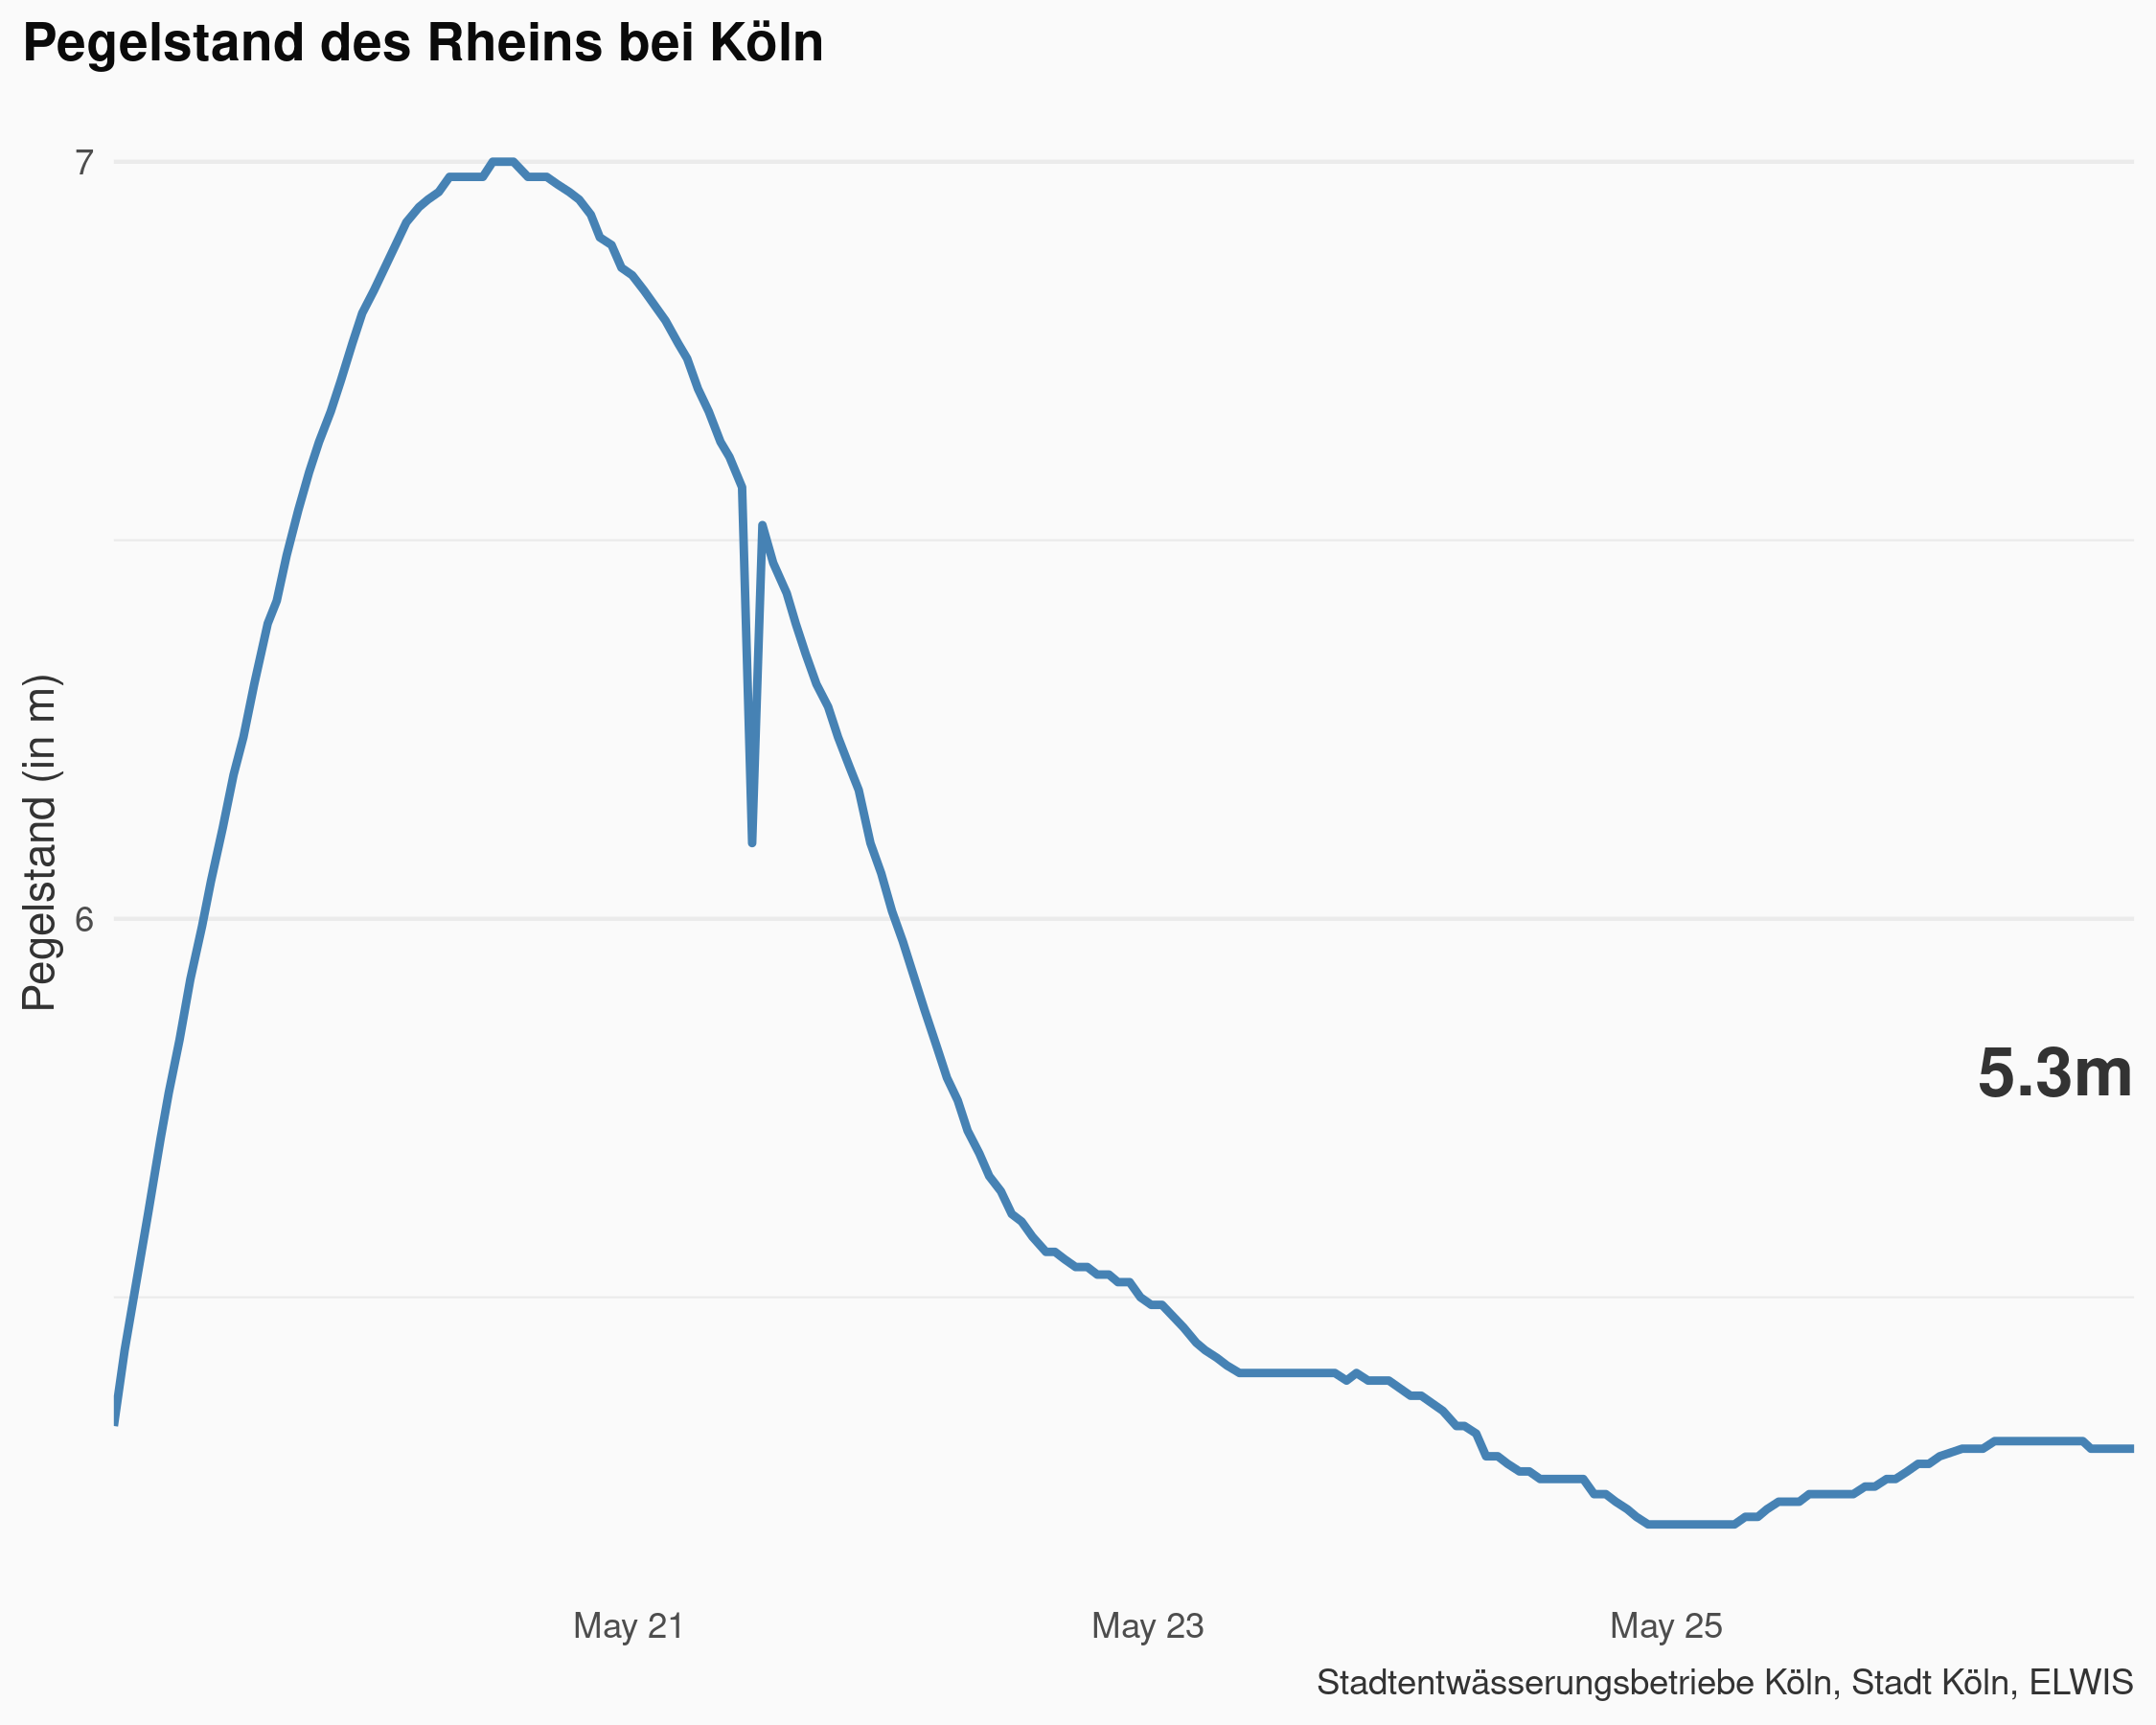 Pegelstand des Rheins bei Köln
7
Pegelstand (in m)
6
5.3m
May 21
May 23
May 25
Stadtentwässerungsbetriebe Köln, Stadt Köln, ELWIS